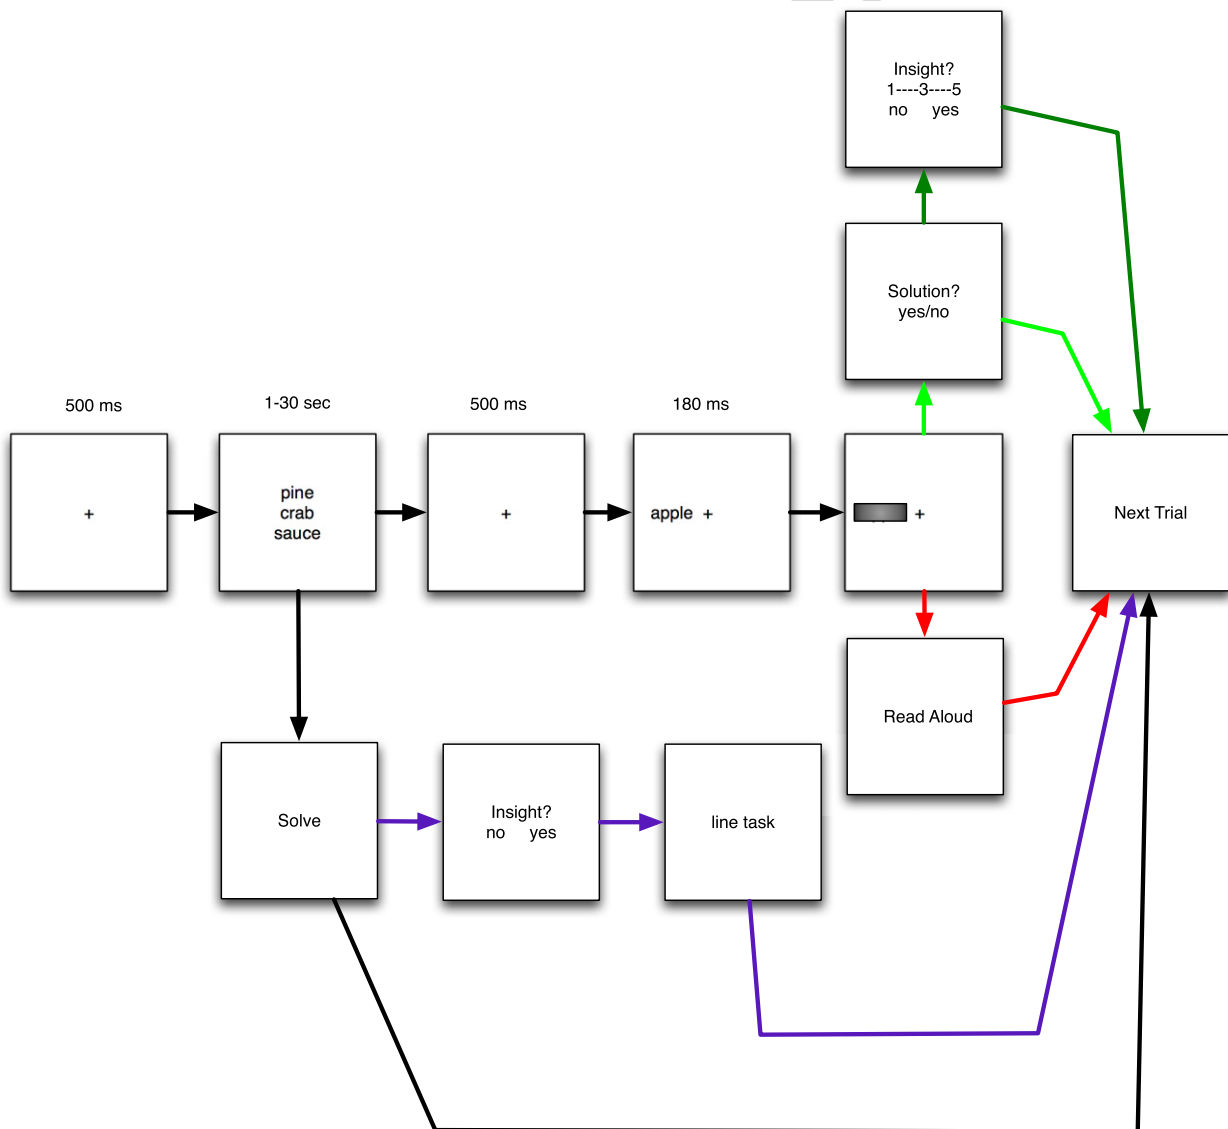 Insight?
1----3----5
no yes
Solution?
yes/no
500 ms
1-30 sec
500 ms
180 ms
+
pine
crab
sauce
+
apple +
+
Next Trial
Read Aloud
Solve
Insight?
no yes
line task